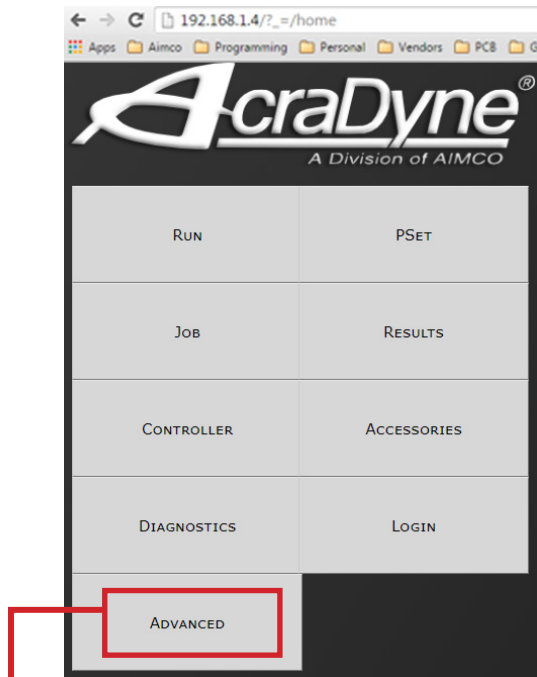 192.168.1.4/?_=/home
Apps Aimco Programming Personal Vendors PCB G
AcraDyne®
A Division of AIMCO
Run PSet
Job Results
Controller Accessories
Diagnostics Login
Advanced